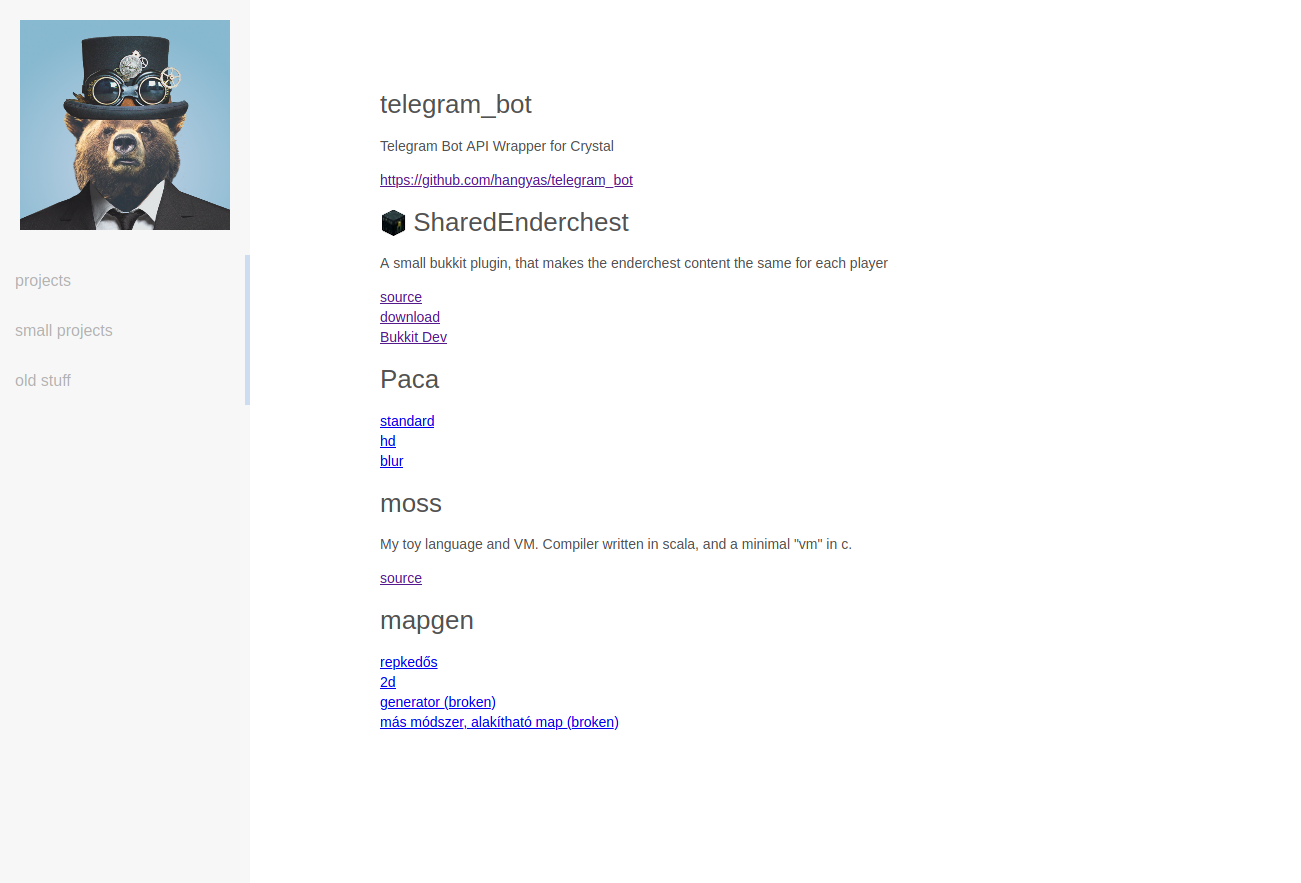 projects
small projects
old stuff
telegram_bot
Telegram Bot API Wrapper for Crystal
https://github.com/hangyas/telegram_bot
SharedEnderchest
A small bukkit plugin, that makes the enderchest content the same for each player
source
download
Bukkit Dev
Paca
standard
hd
blur
moss
My toy language and VM. Compiler written in scala, and a minimal "vm" in c.
source
mapgen
repkedős
2d
generator (broken)
más módszer, alakítható map (broken)